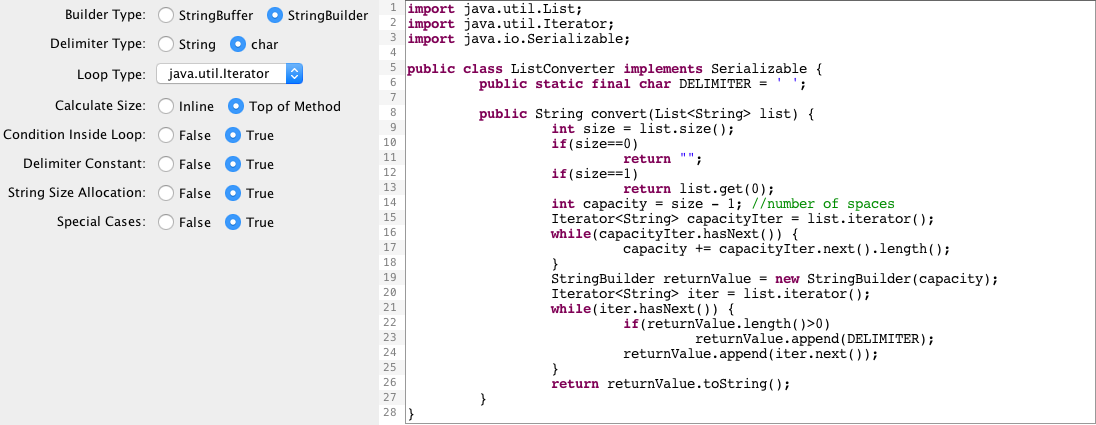 Builder Type: StringBuffer StringBuilder
Delimiter Type: String char
Loop Type: java.util.Iterator
Calculate Size: Inline Top of Method
Condition Inside Loop: False True
Delimiter Constant: False True
String Size Allocation: False True
Special Cases: False True
1 import java.util.List;
2 import java.util.Iterator;
3 import java.io.Serializable;
4
5 public class ListConverter implements Serializable {
6 public static final char DELIMITER = ' ';
7
8 public String convert(List<String> list) {
9 int size = list.size();
10 if(size==0)
11 return "";
12 if(size==1)
13 return list.get(0);
14 int capacity = size - 1; //number of spaces
15 Iterator<String> capacityIter = list.iterator();
16 while(capacityIter.hasNext()) {
17 capacity += capacityIter.next().length();
18 }
19 StringBuilder returnValue = new StringBuilder(capacity);
20 Iterator<String> iter = list.iterator();
21 while(iter.hasNext()) {
22 if(returnValue.length()>0)
23 returnValue.append(DELIMITER);
24 returnValue.append(iter.next());
25 }
26 return returnValue.toString();
27 }
28 }